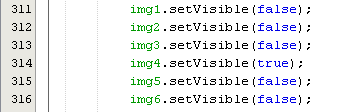 311 img1.setVisible(false);
312 img2.setVisible(false);
313 img3.setVisible(false);
314 img4.setVisible(true);
315 img5.setVisible(false);
316 img6.setVisible(false);